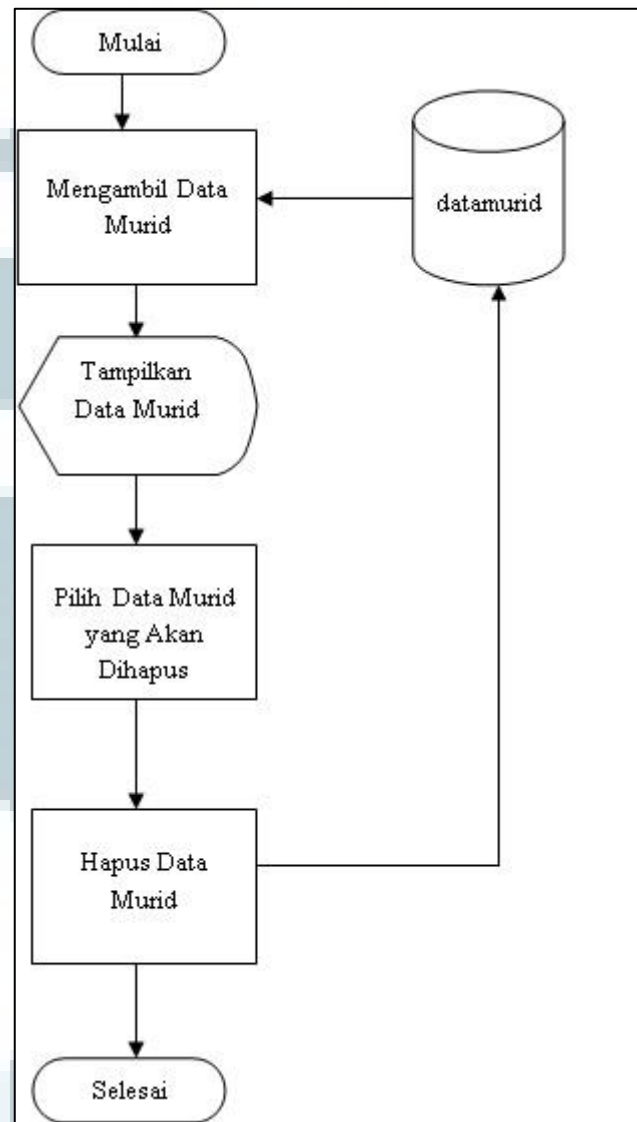 Mulai
Mengambil Data
Murid
datamurid
Tampilkan
Data Murid
Pilih Data Murid
yang Akan
Dihapus
Hapus Data
Murid
Selesai